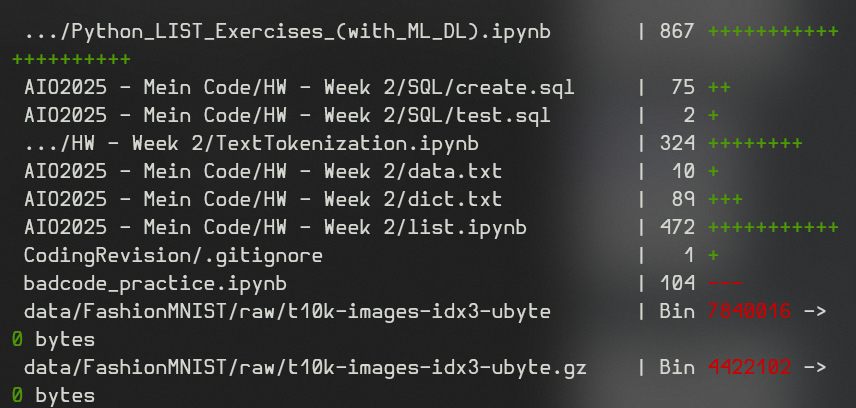 .../Python_LIST_Exercises_(with_ML_DL).ipynb | 867 +++++++++++
++++++++++
AIO2025 - Mein Code/HW - Week 2/SQL/create.sql | 75 ++
AIO2025 - Mein Code/HW - Week 2/SQL/test.sql | 2 +
.../HW - Week 2/TextTokenization.ipynb | 324 ++++++++
AIO2025 - Mein Code/HW - Week 2/data.txt | 10 +
AIO2025 - Mein Code/HW - Week 2/dict.txt | 89 +++
AIO2025 - Mein Code/HW - Week 2/list.ipynb | 472 +++++++++++
CodingRevision/.gitignore | 1 +
badcode_practice.ipynb | 104 ---
data/FashionMNIST/raw/t10k-images-idx3-ubyte | Bin 7840016 ->
0 bytes
data/FashionMNIST/raw/t10k-images-idx3-ubyte.gz | Bin 4422102 ->
0 bytes